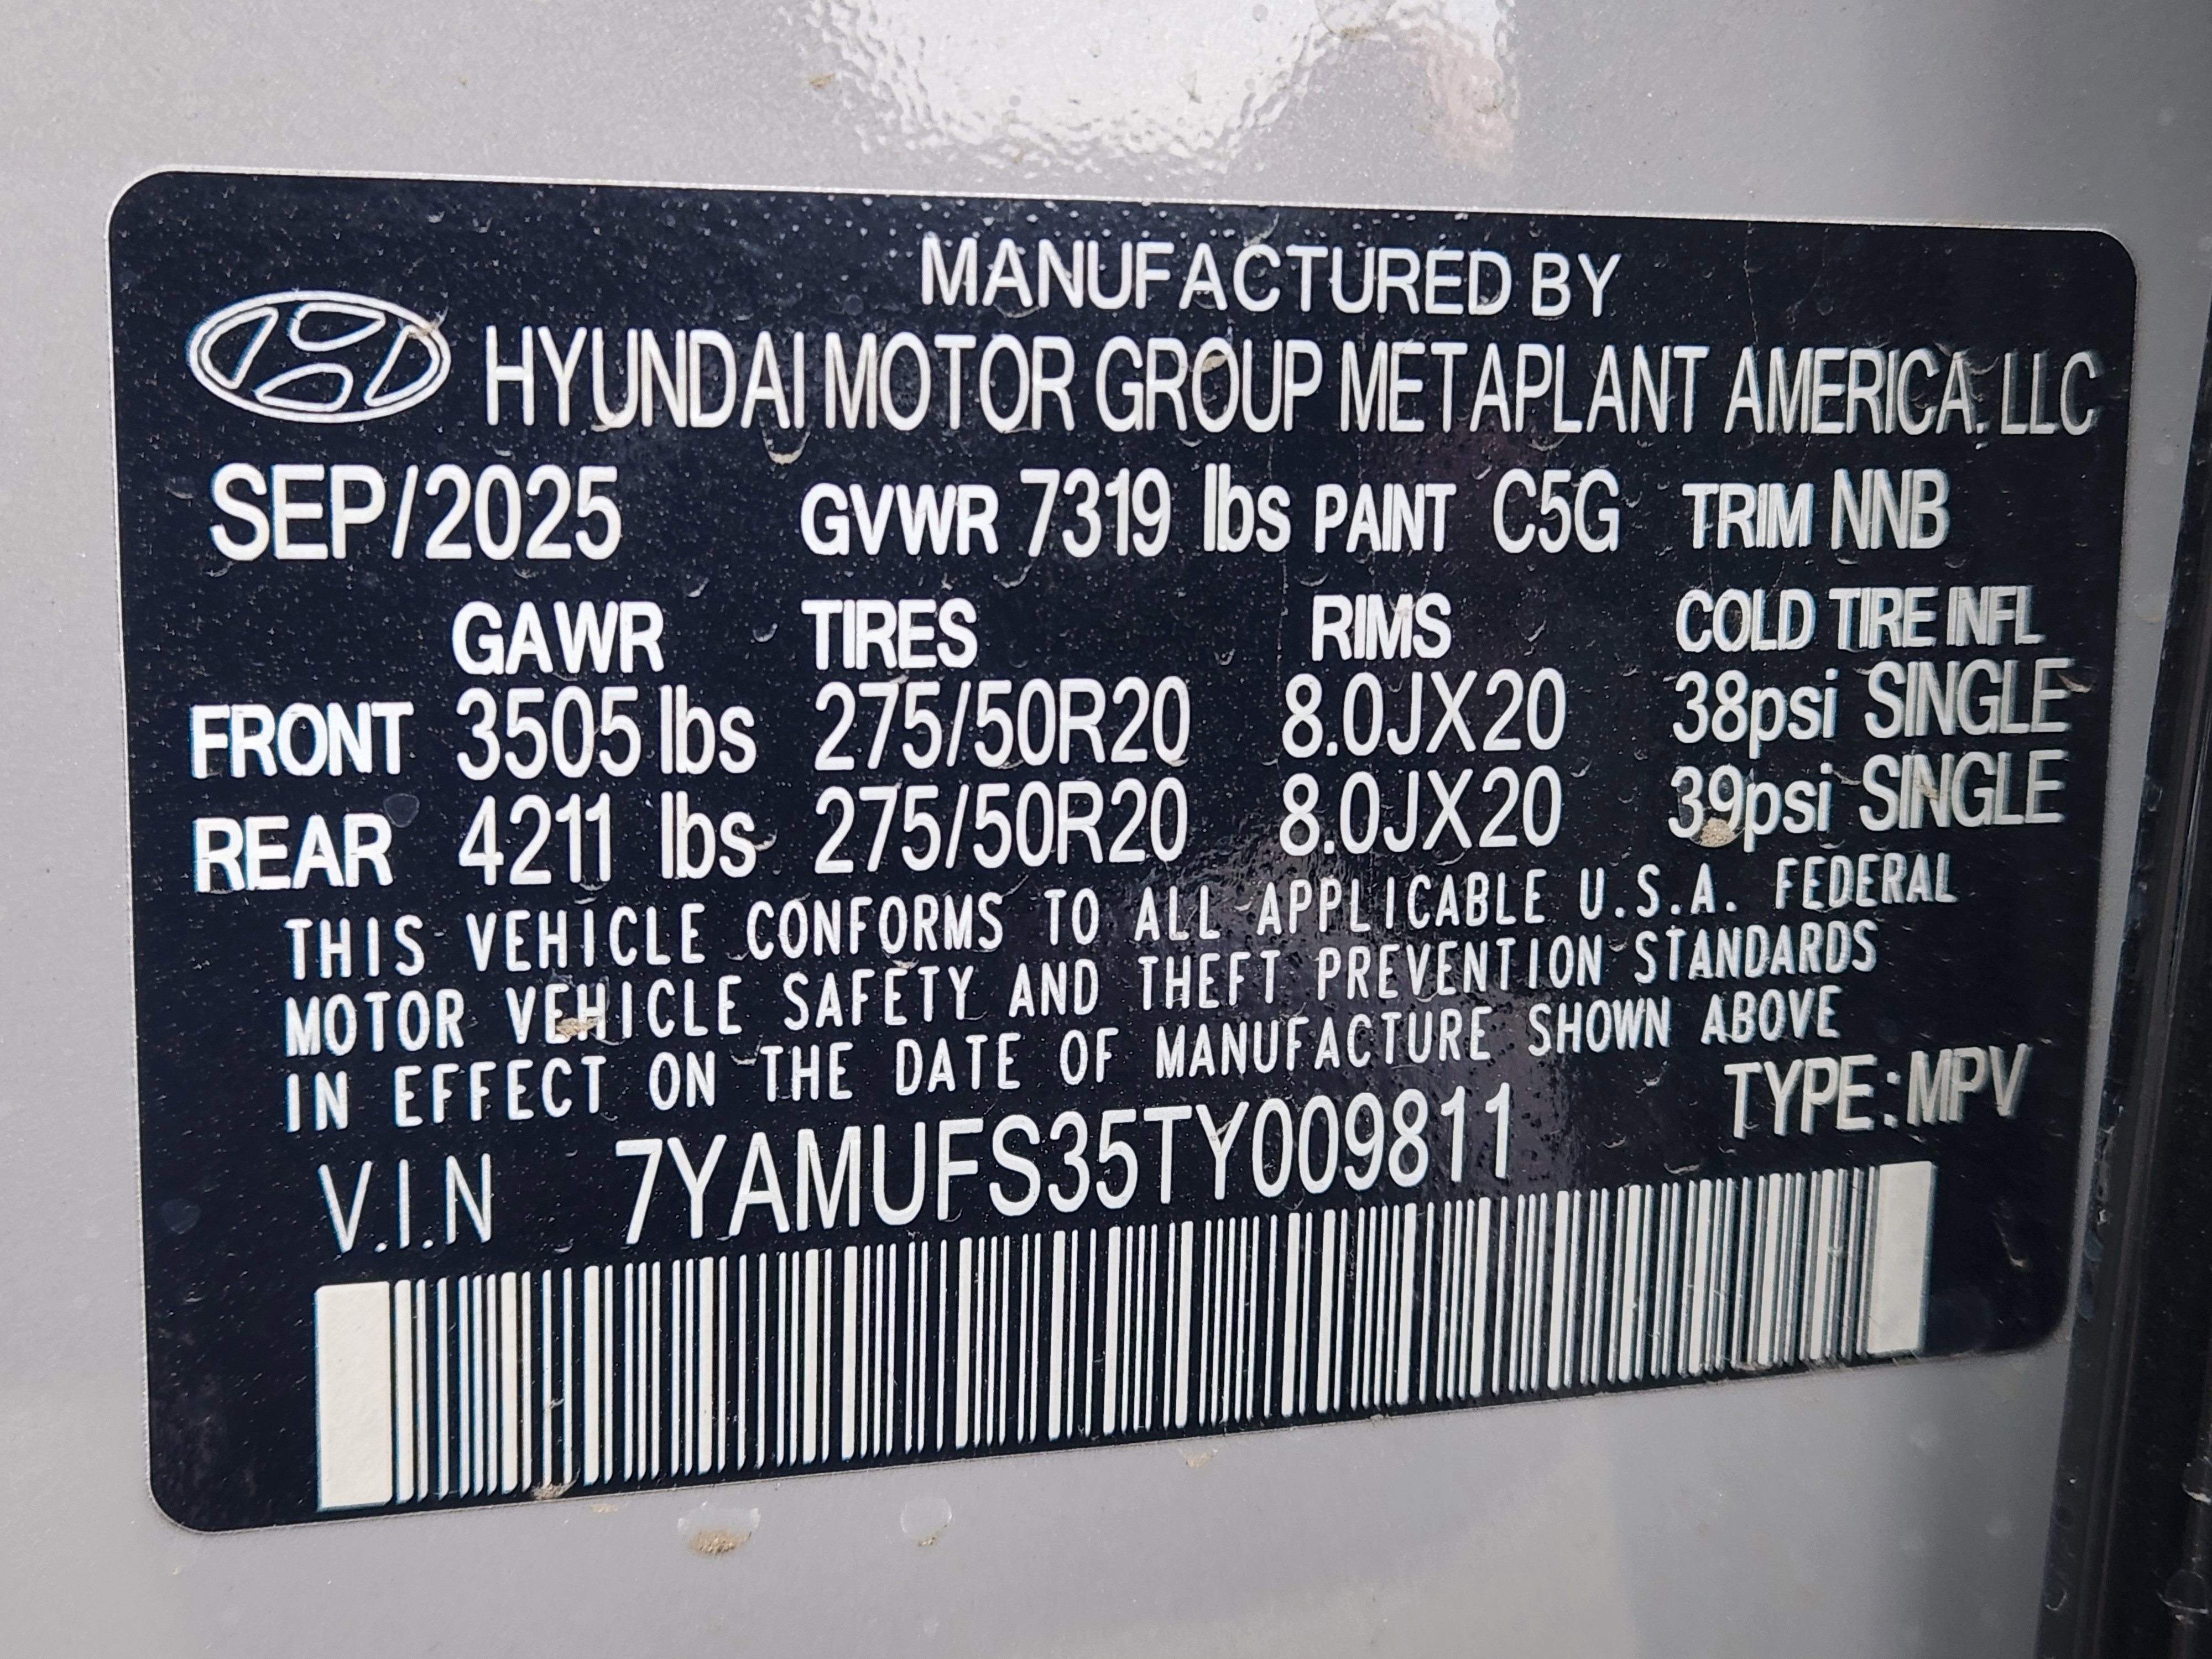 MANUFACTURED BY
HYUNDAI MOTOR GROUP METAPLANT AMERICA, LLC
SEP/2025 GVWR 7319 lbs PAINT C5G TRIM NNB
GAWR TIRES RIMS COLD TIRE INFL
FRONT 3505 lbs 275/50R20 8.0JX20 38psi SINGLE
REAR 4211 lbs 275/50R20 8.0JX20 39psi SINGLE
THIS VEHICLE CONFORMS TO ALL APPLICABLE U.S.A. FEDERAL
MOTOR VEHICLE SAFETY AND THEFT PREVENTION STANDARDS
IN EFFECT ON THE DATE OF MANUFACTURE SHOWN ABOVE
V.I.N 7YAMUFS35TY009811 TYPE:MPV